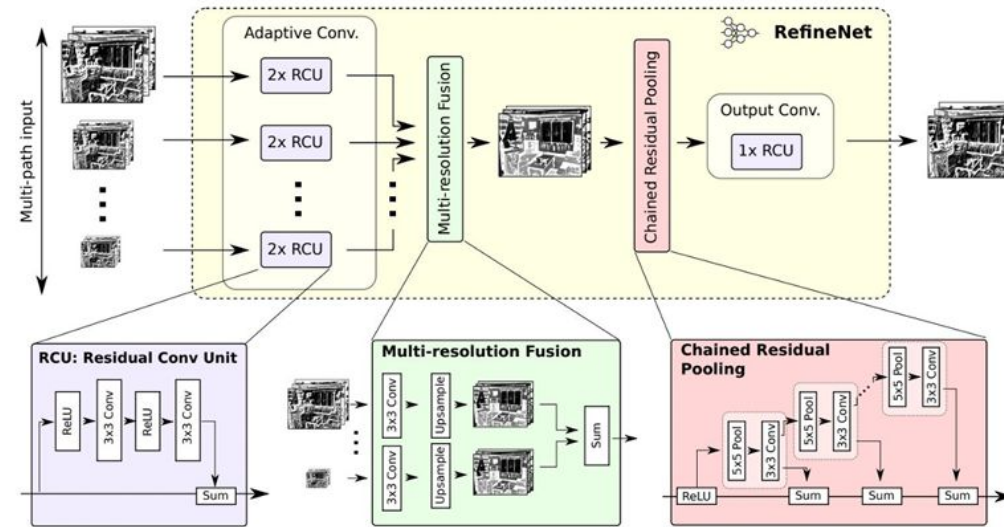 Multi-path input
Adaptive Conv.
2x RCU
2x RCU
2x RCU
Multi-resolution Fusion
Chained Residual Pooling
RefineNet
Output Conv.
1x RCU
RCU: Residual Conv Unit
ReLU
3x3 Conv
ReLU
3x3 Conv
Sum
Multi-resolution Fusion
3x3 Conv
Upsample
3x3 Conv
Upsample
Sum
Chained Residual
Pooling
ReLU
5x5 Pool
3x3 Conv
5x5 Pool
3x3 Conv
5x5 Pool
3x3 Conv
Sum
Sum
Sum